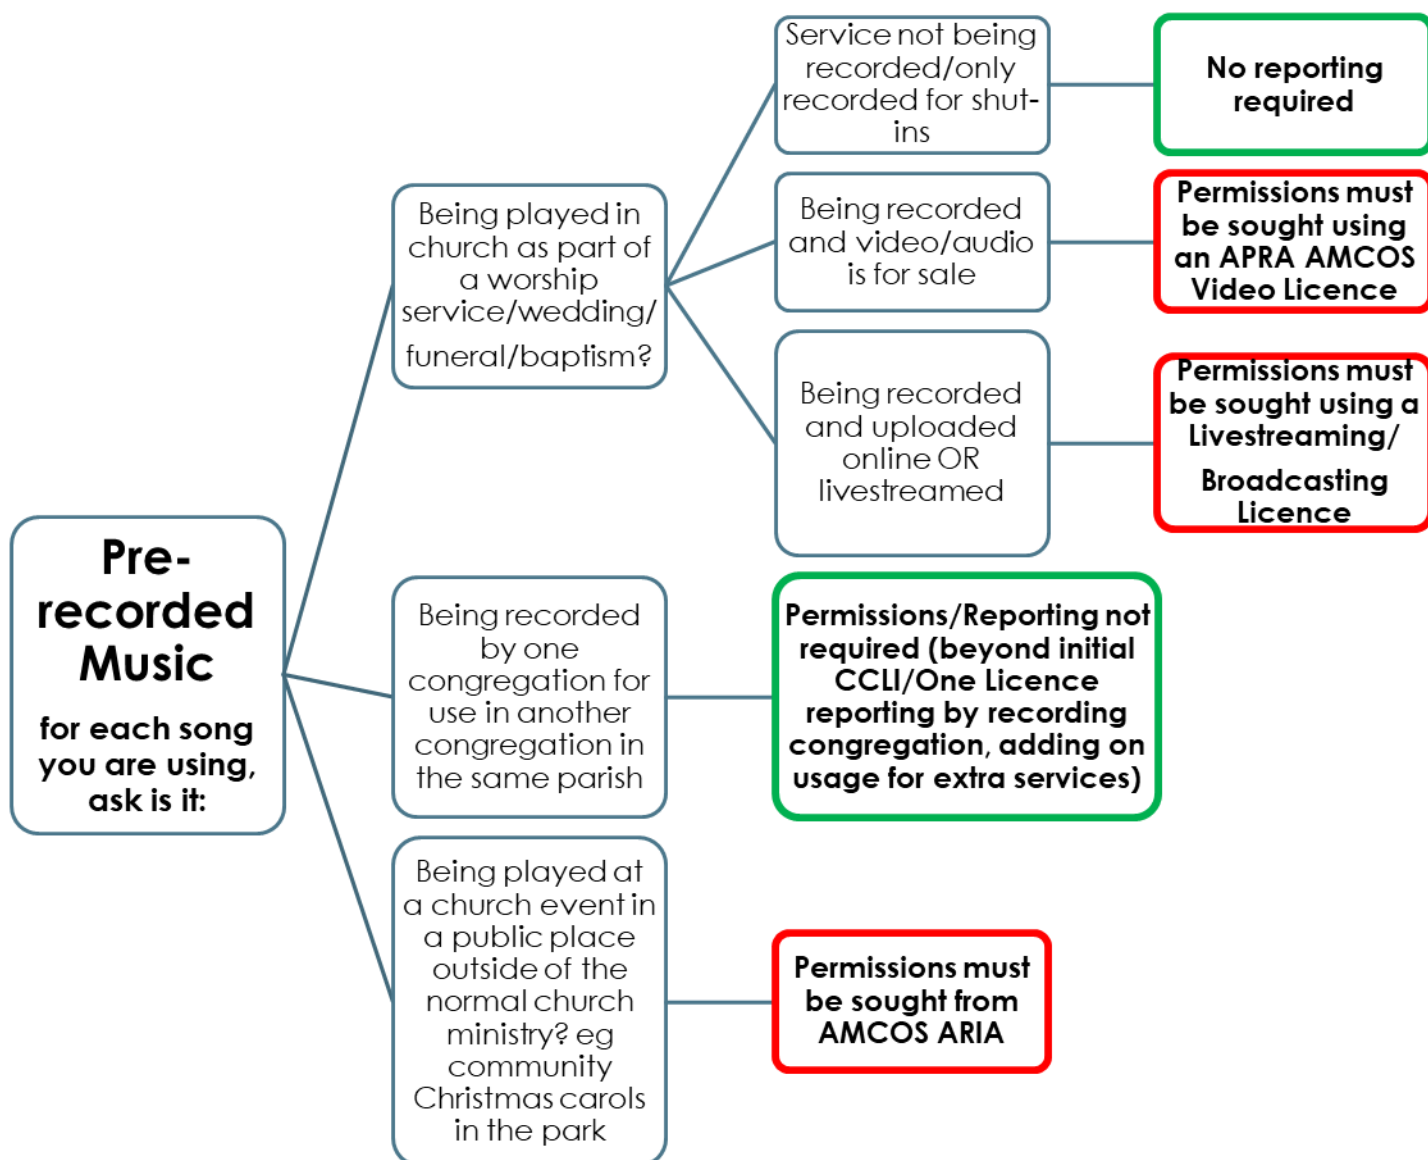 Pre-
recorded
Music
for each song
you are using,
ask is it:
Being played in
church as part of
a worship
service/wedding/
funeral/baptism?
Service not being
recorded/only
recorded for shut-
ins
No reporting
required
Being recorded
and video/audio
is for sale
Permissions must
be sought using
an APRA AMCOS
Video Licence
Being recorded
and uploaded
online OR
livestreamed
Permissions must
be sought using a
Livestreaming/
Broadcasting
Licence
Being recorded
by one
congregation for
use in another
congregation in
the same parish
Permissions/Reporting not
required (beyond initial
CCLI/One Licence
reporting by recording
congregation, adding on
usage for extra services)
Being played at
a church event in
a public place
outside of the
normal church
ministry? eg
community
Christmas carols
in the park
Permissions must
be sought from
AMCOS ARIA